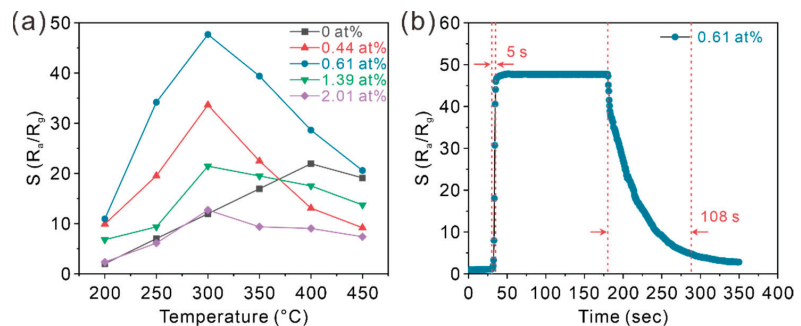 (a)
50
40
30
20
10
0
S (Rₐ/R_g)
200 250 300 350 400 450
Temperature (°C)
0 at%
0.44 at%
0.61 at%
1.39 at%
2.01 at%
(b)
60
50
40
30
20
10
0
S (Rₐ/R_g)
0 50 100 150 200 250 300 350 400
Time (sec)
0.61 at%
5 s
108 s